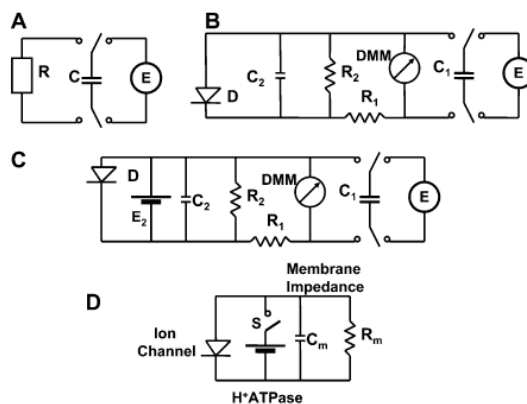 A
R
C
E
B
D
C2
R2
R1
DMM
C1
E
C
D
E2
C2
R2
R1
DMM
C1
E
D
Membrane
Impedance
Ion
Channel
S
Cm
Rm
H+ATPase